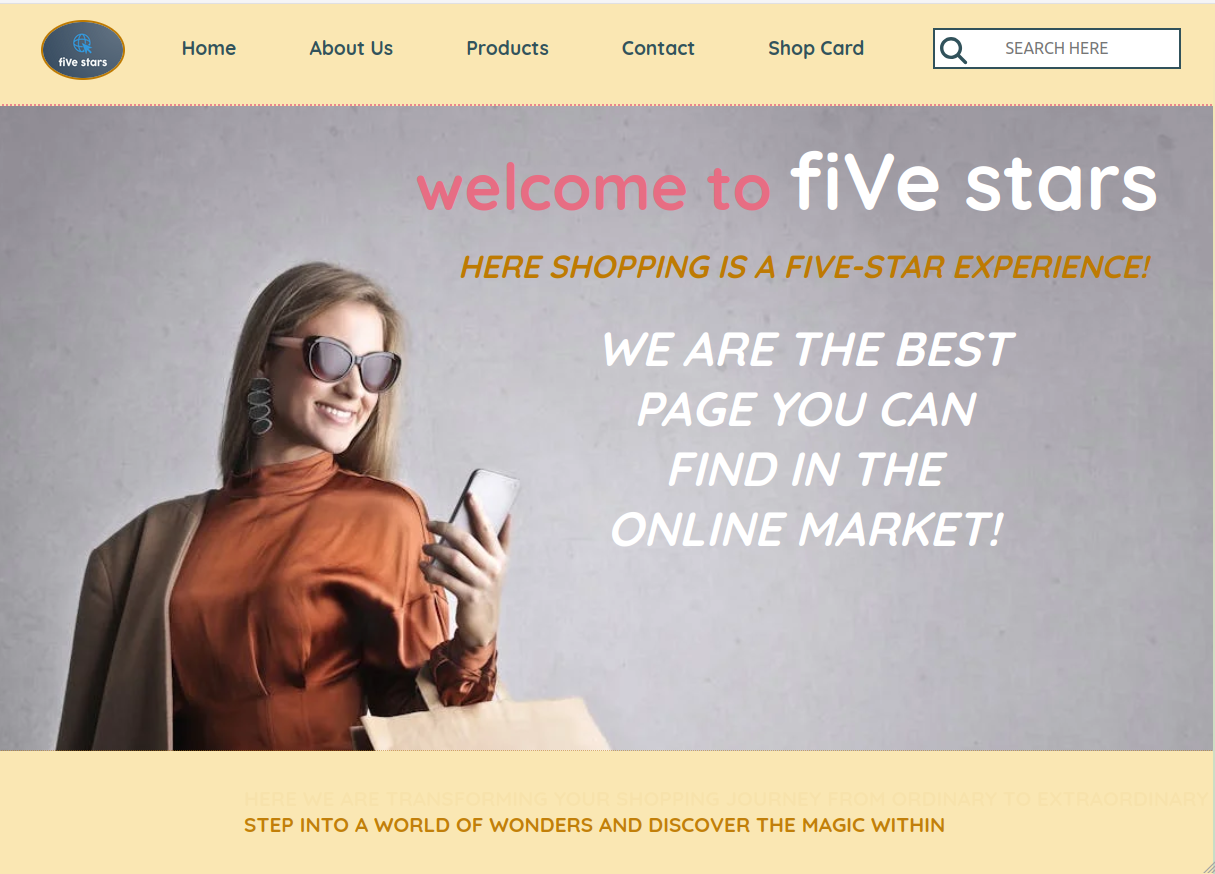 fiVe stars
Home About Us Products Contact Shop Card SEARCH HERE
welcome to fiVe stars
HERE SHOPPING IS A FIVE-STAR EXPERIENCE!
WE ARE THE BEST
PAGE YOU CAN
FIND IN THE
ONLINE MARKET!
HERE WE ARE TRANSFORMING YOUR SHOPPING JOURNEY FROM ORDINARY TO EXTRAORDINARY
STEP INTO A WORLD OF WONDERS AND DISCOVER THE MAGIC WITHIN